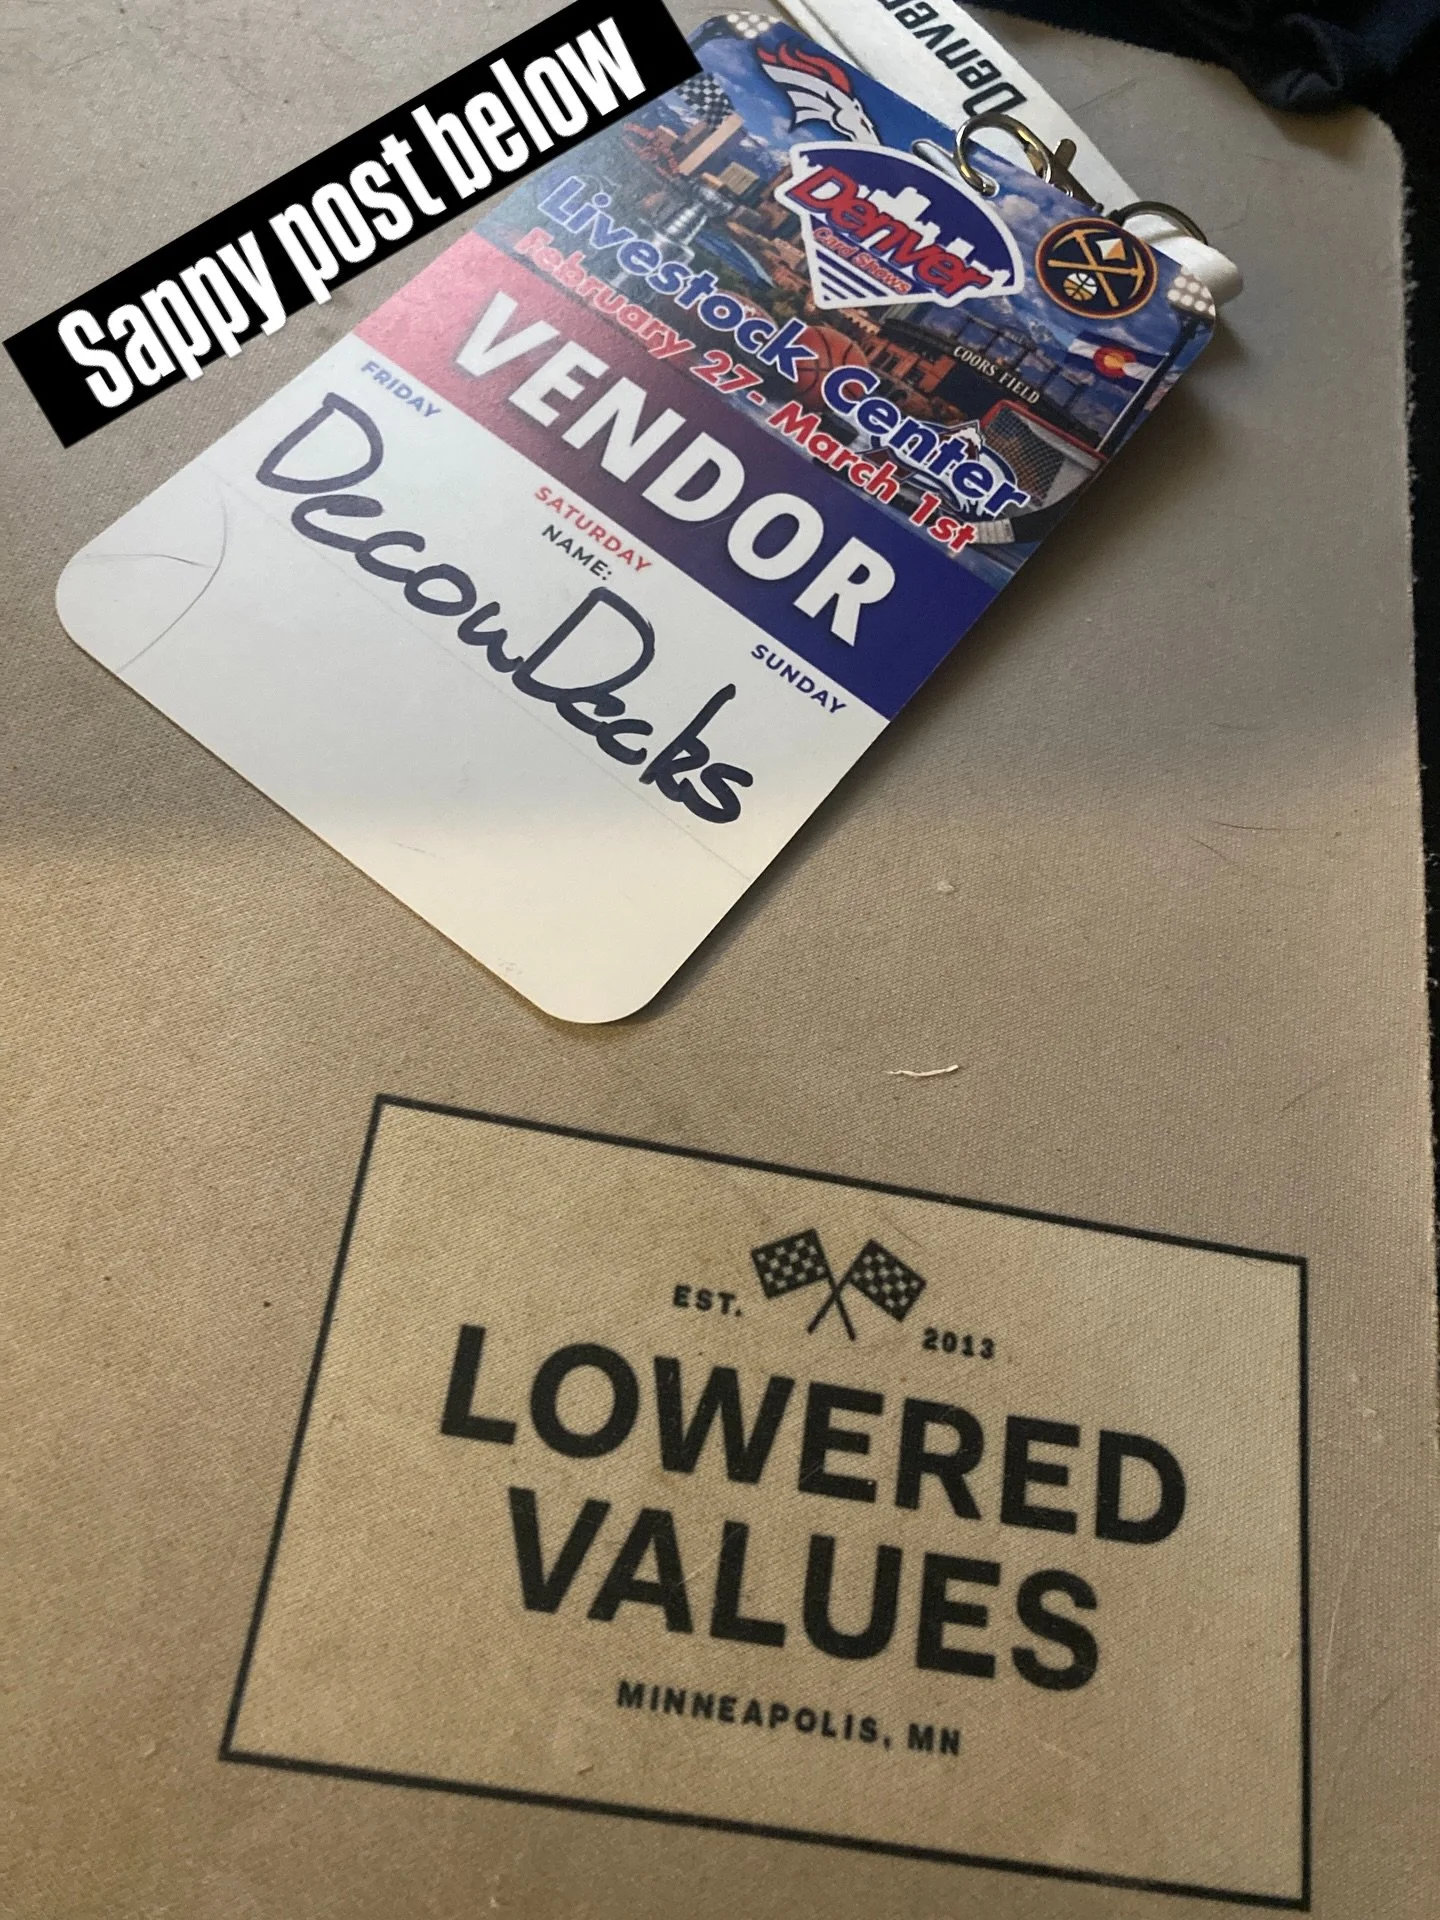 Sappy post below
Denver
Denver
Card Shows
Livestock Center
February 27 - March 1st
COORS FIELD
VENDOR
FRIDAY
SATURDAY
SUNDAY
NAME:
DecowDecks
EST. 2013
LOWERED
VALUES
MINNEAPOLIS, MN